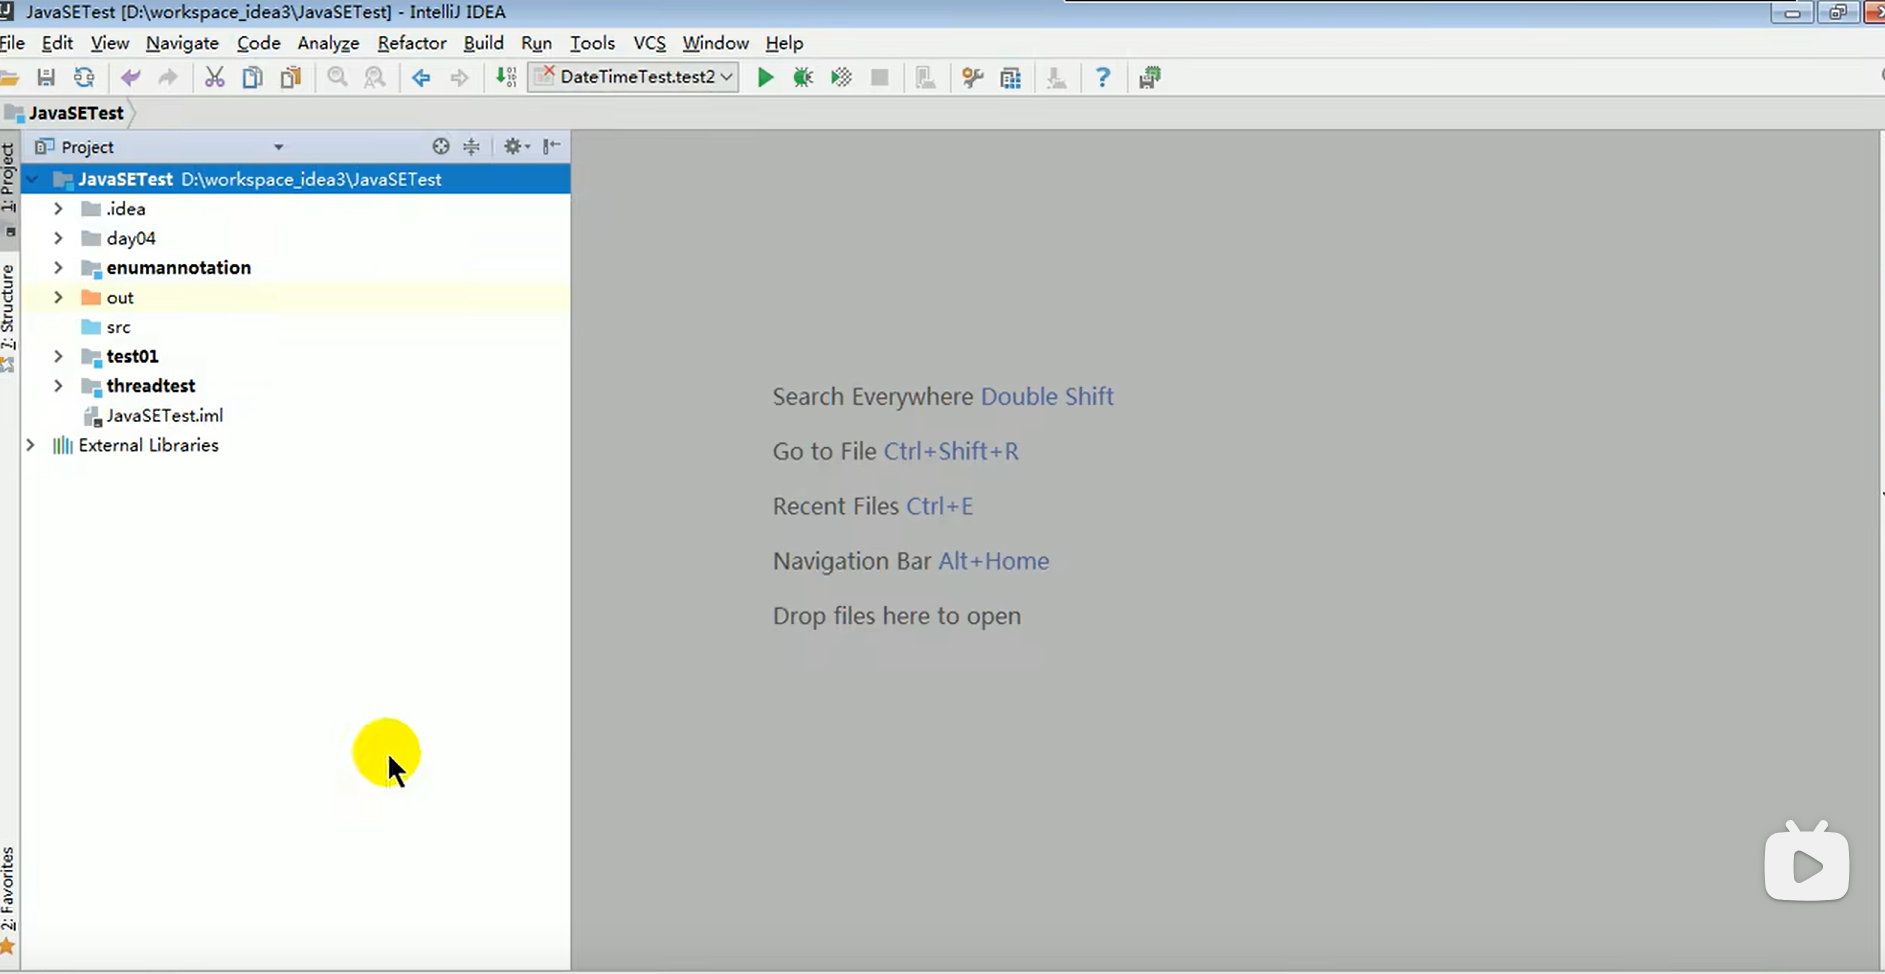 JavaSETest [D:\workspace_idea3\JavaSETest] - IntelliJ IDEA
File Edit View Navigate Code Analyze Refactor Build Run Tools VCS Window Help
DateTimeTest.test2
JavaSETest
1: Project
Project
JavaSETest D:\workspace_idea3\JavaSETest
.idea
day04
enumannotation
out
src
test01
threadtest
JavaSETest.iml
External Libraries
7: Structure
2: Favorites
Search Everywhere Double Shift
Go to File Ctrl+Shift+R
Recent Files Ctrl+E
Navigation Bar Alt+Home
Drop files here to open